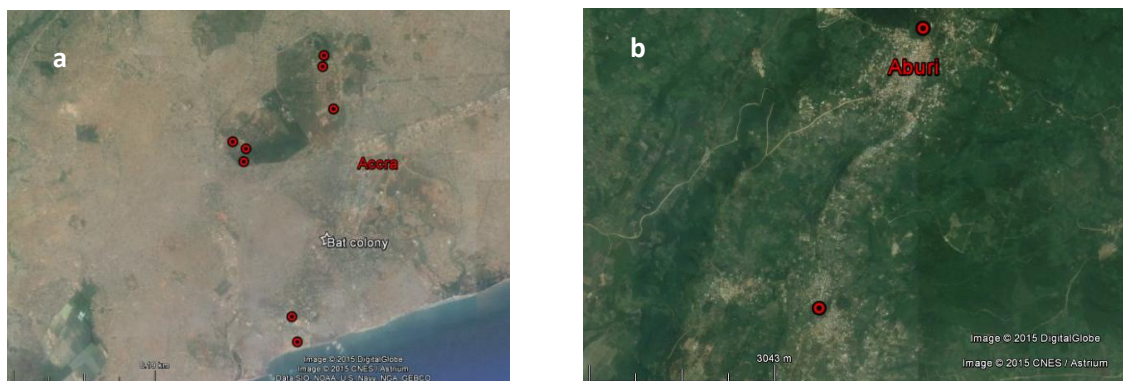 a
Accra
Bat colony
Image © 2015 DigitalGlobe
Image © 2015 CNES / Astrium
Data SIO, NOAA, U.S. Navy, NGA, GEBCO
b
Aburi
3043 m
Image © 2015 DigitalGlobe
Image © 2015 CNES / Astrium